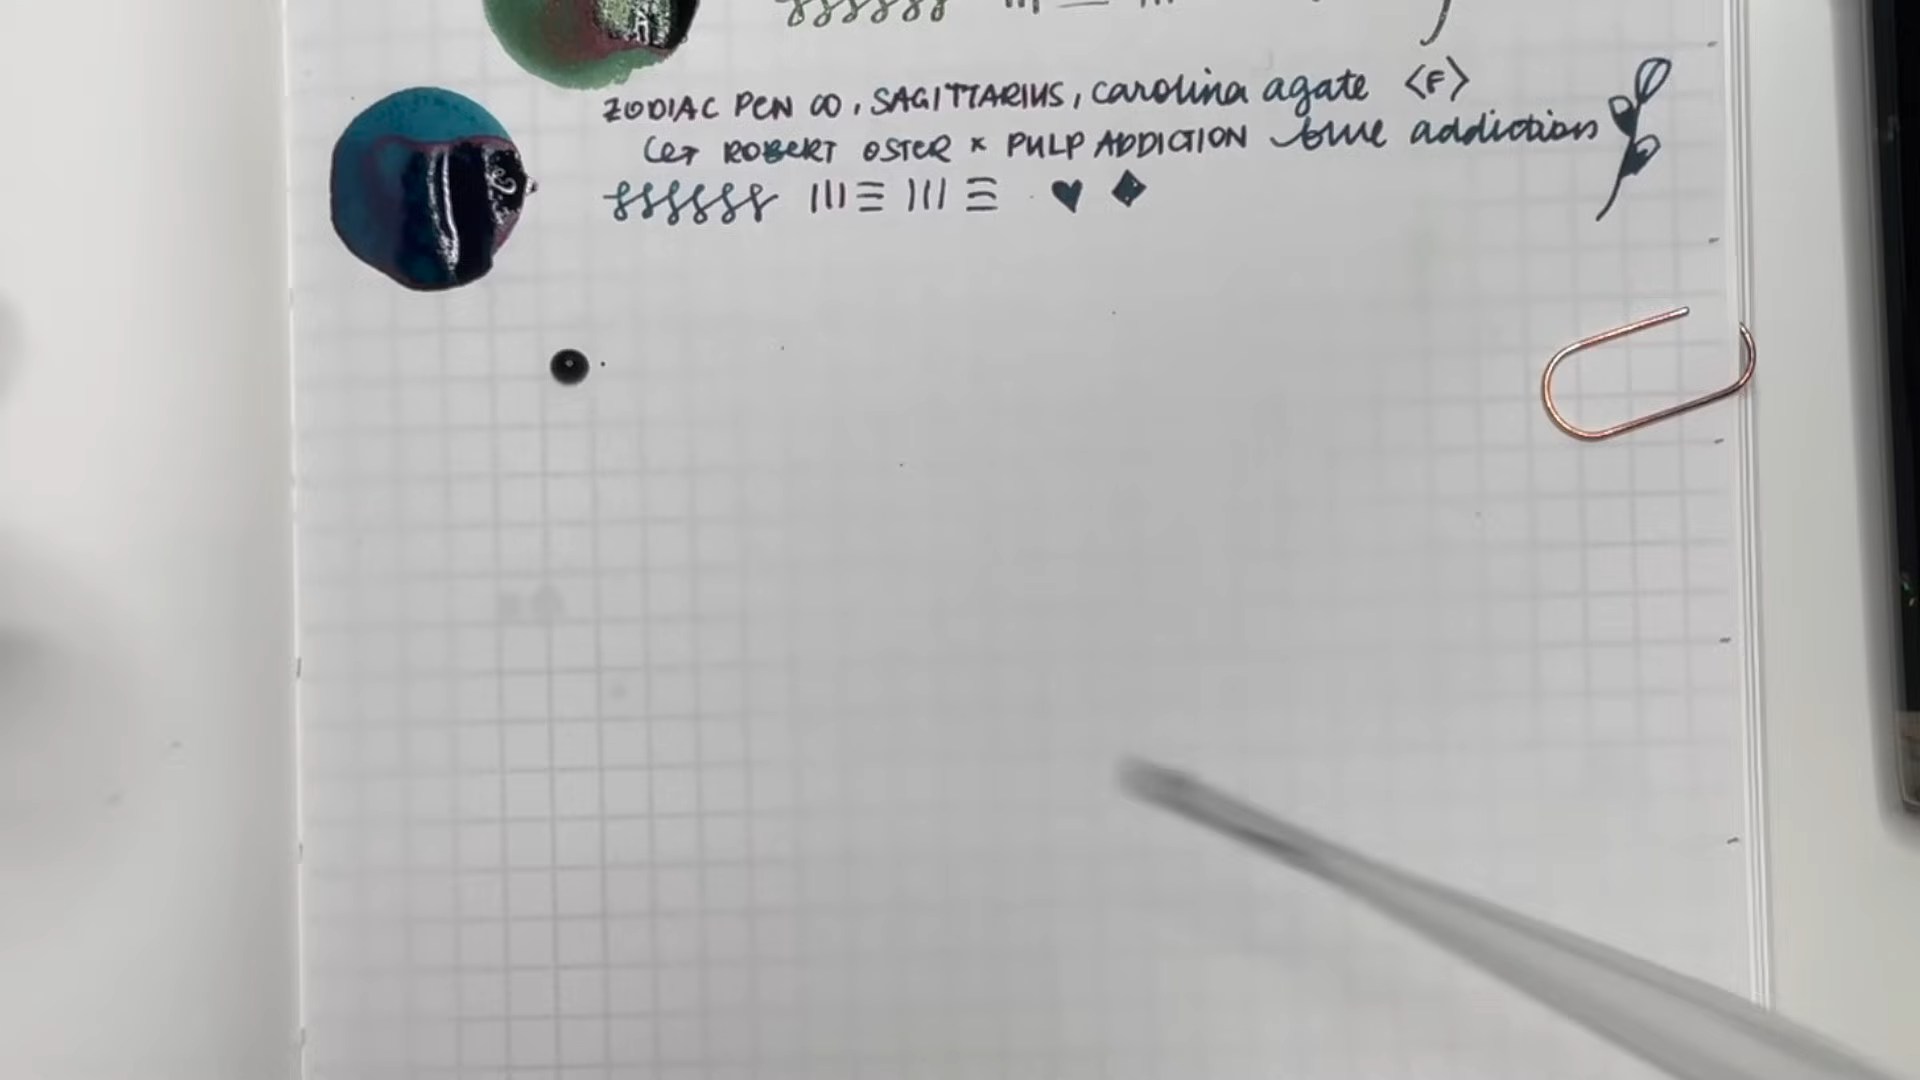 ZODIAC PEN CO, SAGITTARIUS, carolina agate <F>
ROBERT OSTER x PULP ADDICTION blue addiction